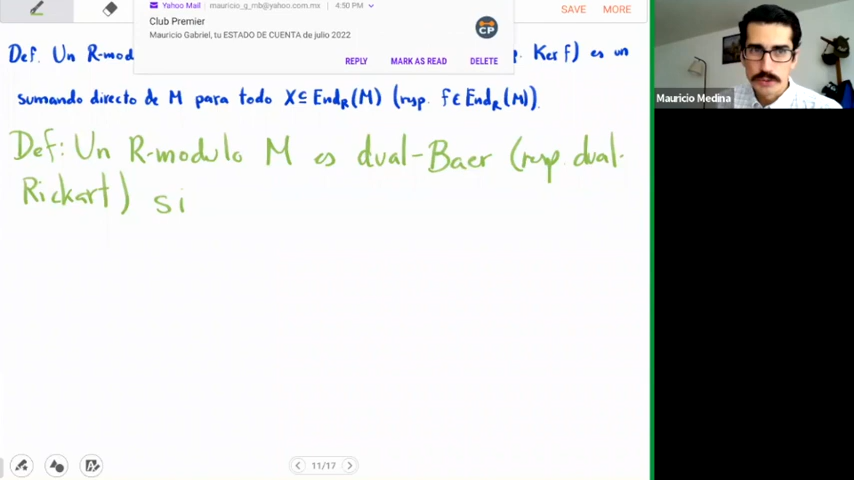 Yahoo Mail mauricio_g_mb@yahoo.com.mx 4:50 PM
Club Premier
Mauricio Gabriel, tu ESTADO DE CUENTA de julio 2022
REPLY MARK AS READ DELETE
CP
SAVE MORE
Def. Un R-mod Ker f) es un
sumando directo de M para todo X⊆End_R(M) (resp. f∈End_R(M)).
Def: Un R-modulo M es dual-Baer (resp. dual-
Rickart) si
11/17
Mauricio Medina